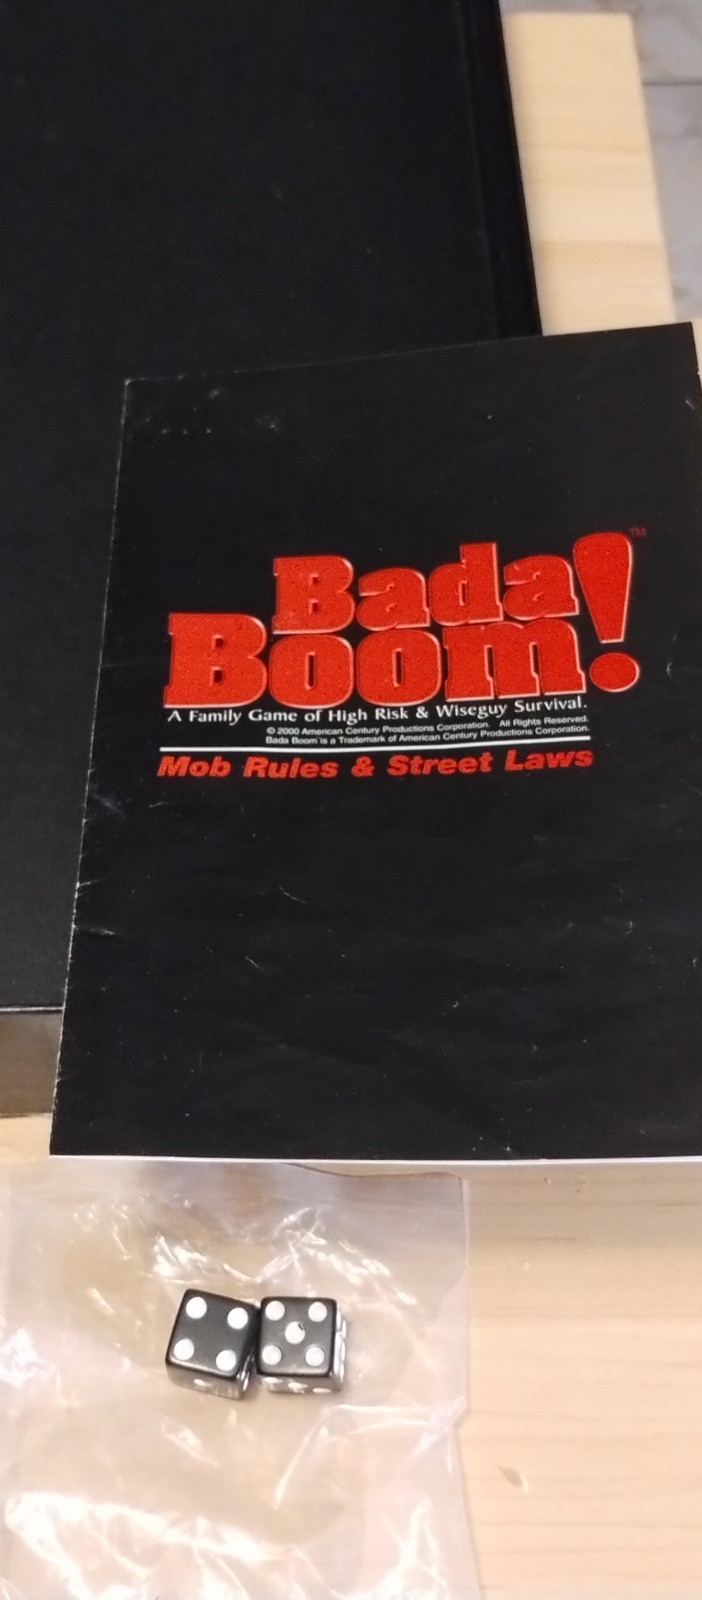 Bada
Boom!™
A Family Game of High Risk & Wiseguy Survival.
© 2000 American Century Productions Corporation. All Rights Reserved.
Bada Boom is a Trademark of American Century Productions Corporation.
Mob Rules & Street Laws